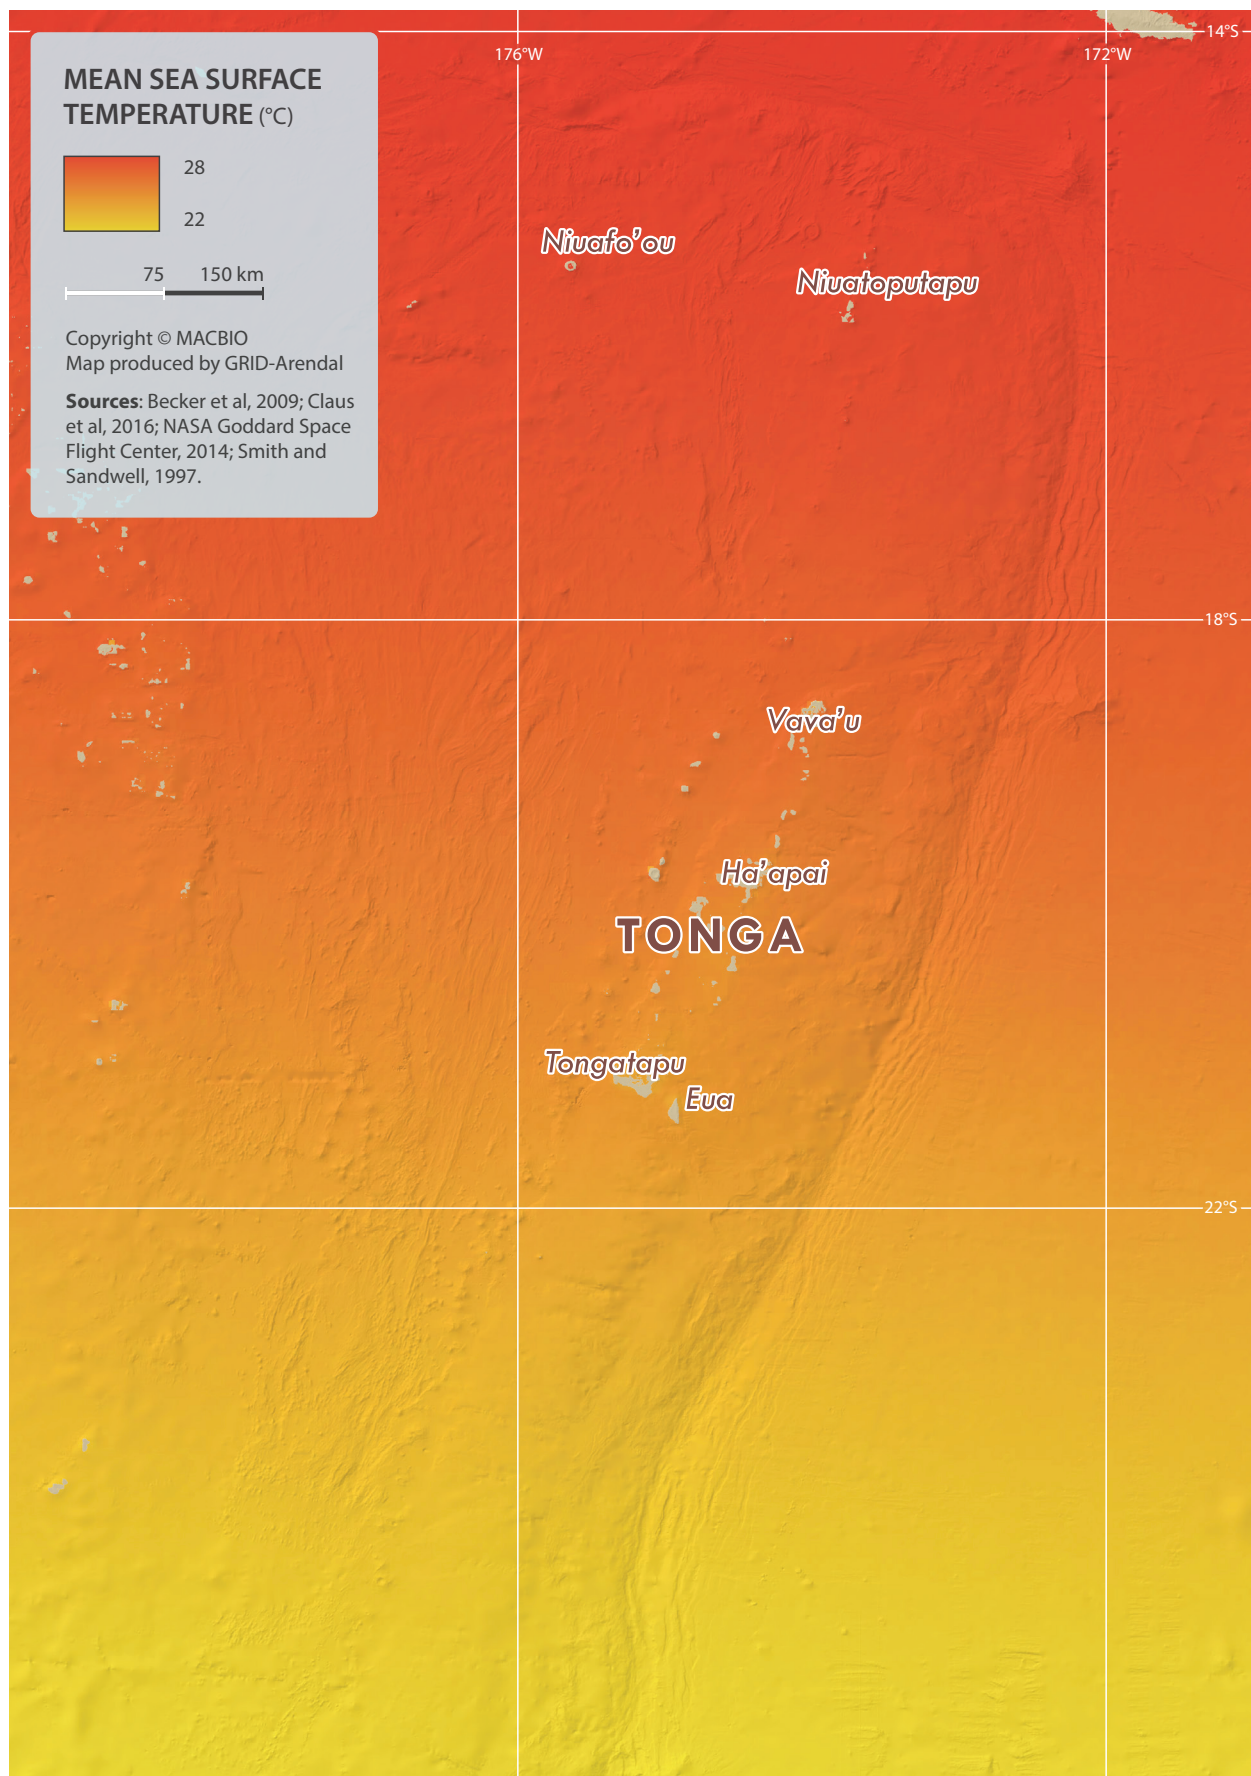 14°S
176°W
172°W
MEAN SEA SURFACE
TEMPERATURE (°C)
28
22
75
150 km
Copyright © MACBIO
Map produced by GRID-Arendal
Sources: Becker et al, 2009; Claus
et al, 2016; NASA Goddard Space
Flight Center, 2014; Smith and
Sandwell, 1997.
Niuafo’ou
Niuatoputapu
18°S
Vava’u
Ha’apai
TONGA
Tongatapu
Eua
22°S